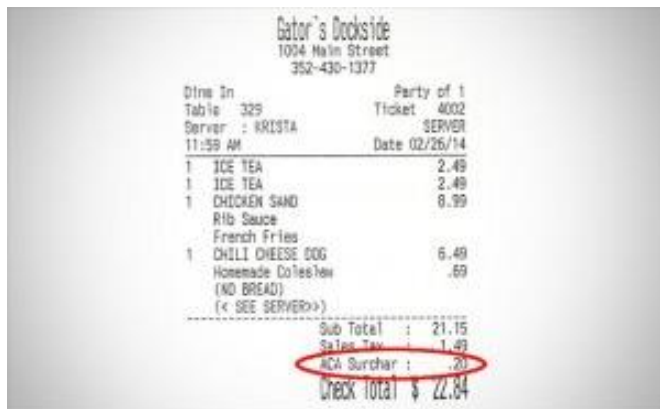 Gator's Dockside
1004 Main Street
352-430-1377
Dine In Party of 1
Table 329 Ticket 4002
Server : KRISTA SERVER
11:59 AM Date 02/26/14
1 ICE TEA 2.49
1 ICE TEA 2.49
1 CHICKEN SAND 8.99
Rib Sauce
French Fries
1 CHILI CHEESE DOG 6.49
Homemade Coleslaw .69
(NO BREAD)
(< SEE SERVER>>)
Sub Total : 21.15
Sales Tax : 1.49
ACA Surchar : .20
Check Total $ 22.84